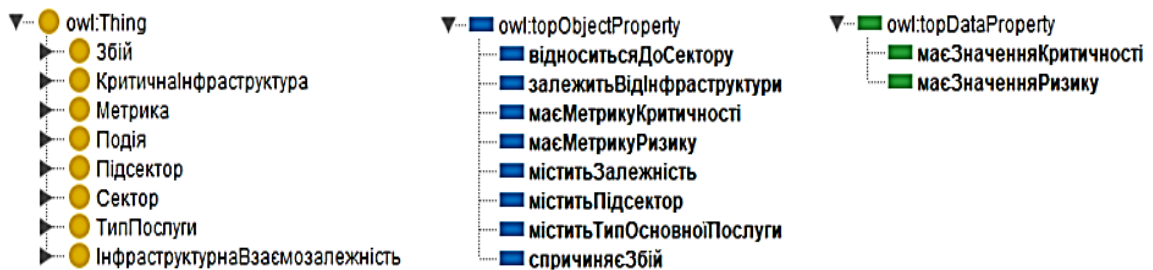 owl:Thing
Збій
КритичнаІнфраструктура
Метрика
Подія
Підсектор
Сектор
ТипПослуги
ІнфраструктурнаВзаємозалежність
owl:topObjectProperty
відноситьсяДоСектору
залежитьВідІнфраструктури
маєМетрикуКритичності
маєМетрикуРизику
міститьЗалежність
міститьПідсектор
міститьТипОсновноїПослуги
спричиняєЗбій
owl:topDataProperty
маєЗначенняКритичності
маєЗначенняРизику